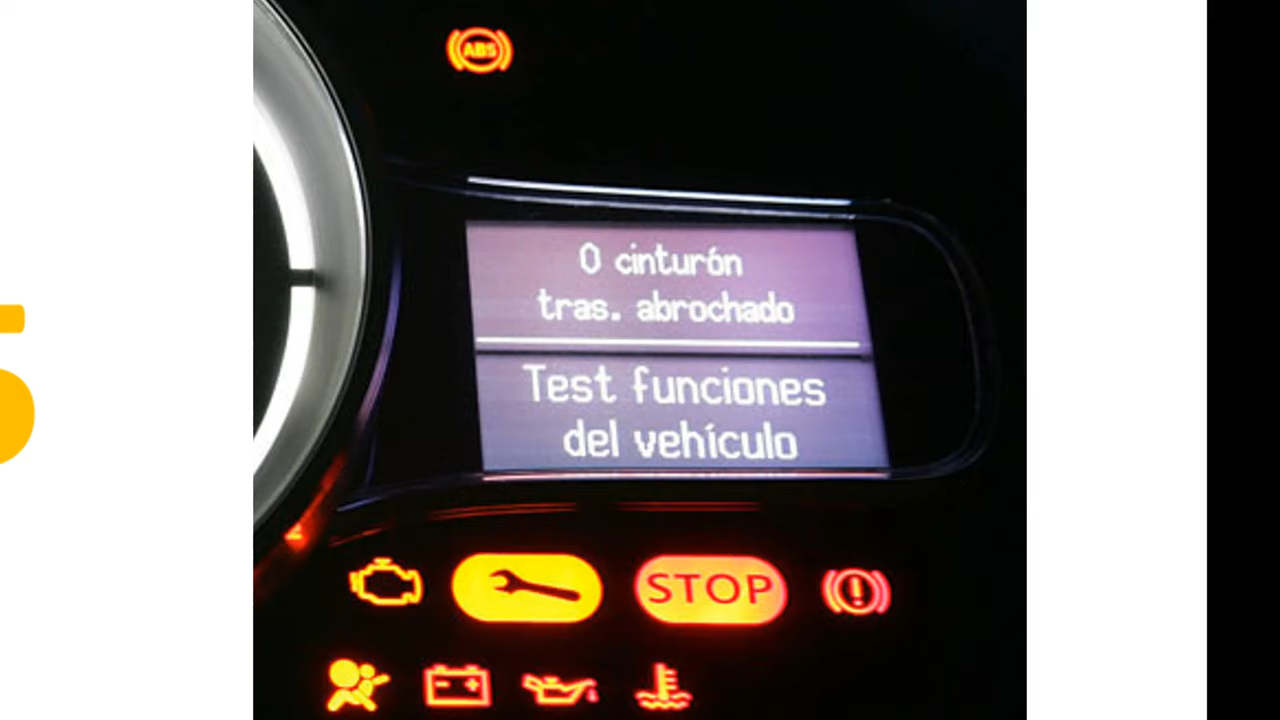 ABS
0 cinturón
tras. abrochado
Test funciones
del vehículo
STOP